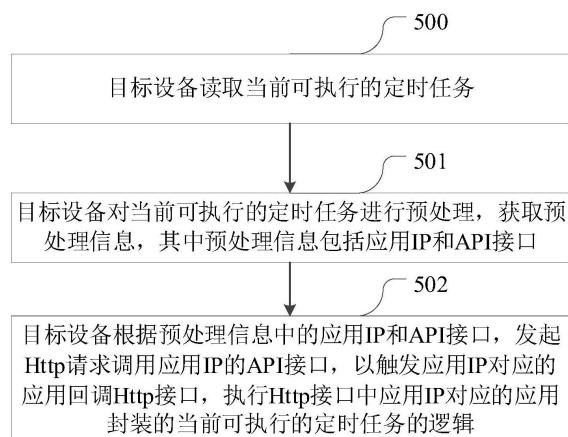 500
目标设备读取当前可执行的定时任务
501
目标设备对当前可执行的定时任务进行预处理，获取预
处理信息，其中预处理信息包括应用IP和API接口
502
目标设备根据预处理信息中的应用IP和API接口，发起
Http请求调用应用IP的API接口，以触发应用IP对应的
应用回调Http接口，执行Http接口中应用IP对应的应用
封装的当前可执行的定时任务的逻辑